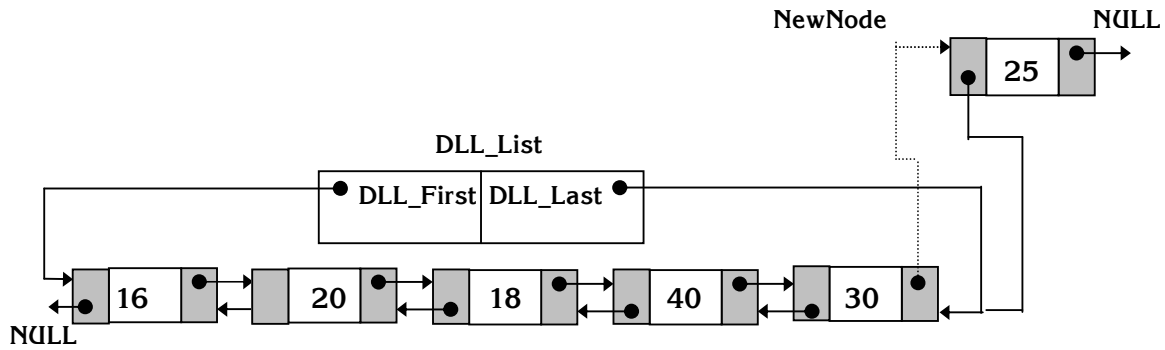 NewNode
NULL
25
DLL_List
DLL_First
DLL_Last
16
20
18
40
30
NULL